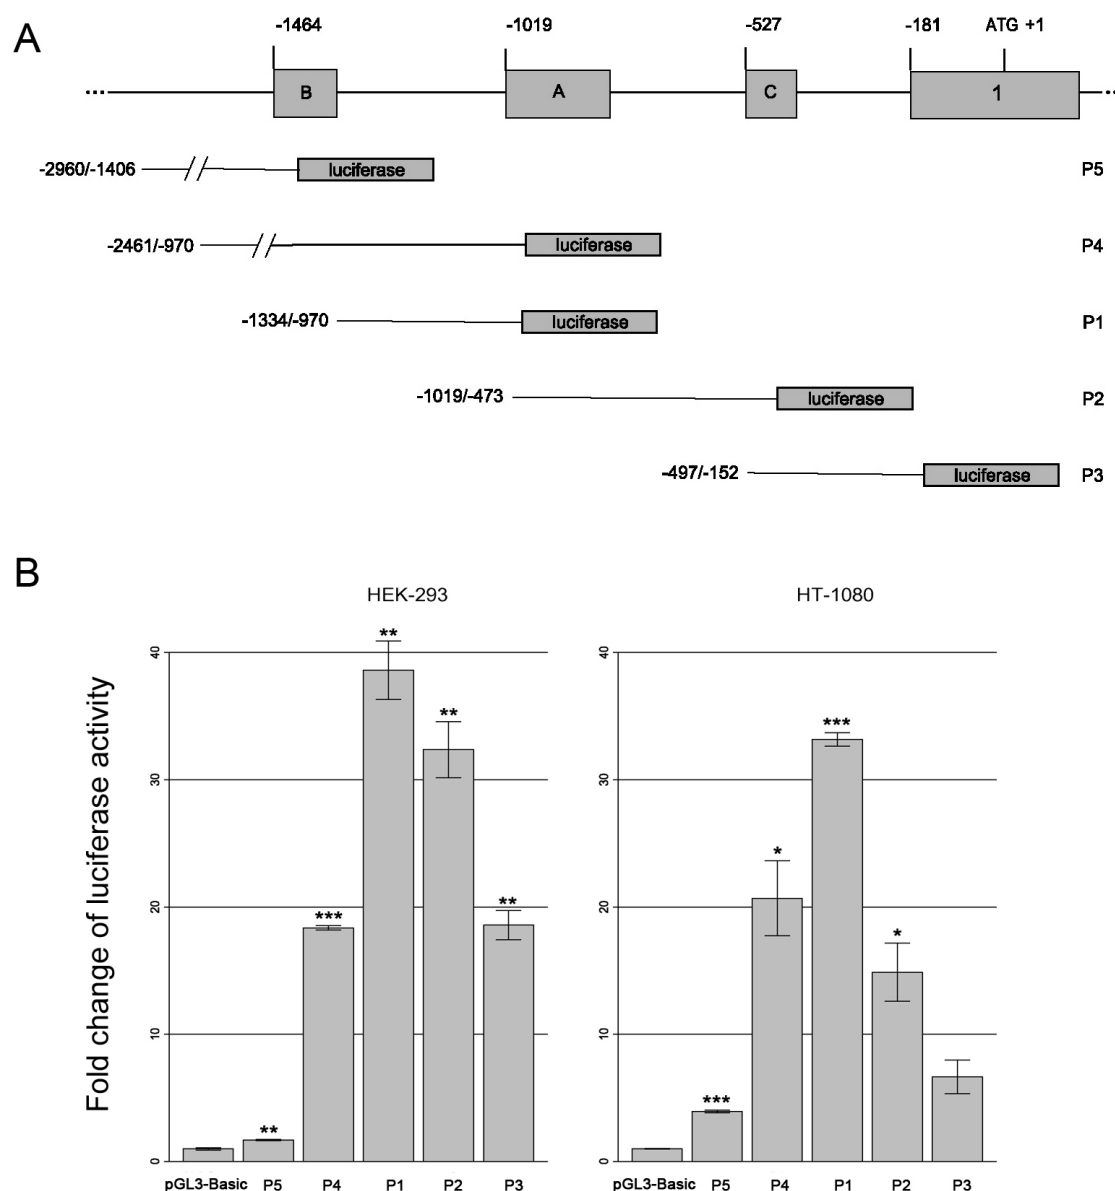 A
-1464 -1019 -527 -181 ATG +1
... B A C 1 ..
-2960/-1406 luciferase P5
-2461/-970 luciferase P4
-1334/-970 luciferase P1
-1019/-473 luciferase P2
-497/-152 luciferase P3
B
HEK-293 HT-1080
Fold change of luciferase activity
40
30
20
10
0
** *** ** ** **
pGL3-Basic P5 P4 P1 P2 P3
40
30
20
10
0
*** * *** *
pGL3-Basic P5 P4 P1 P2 P3